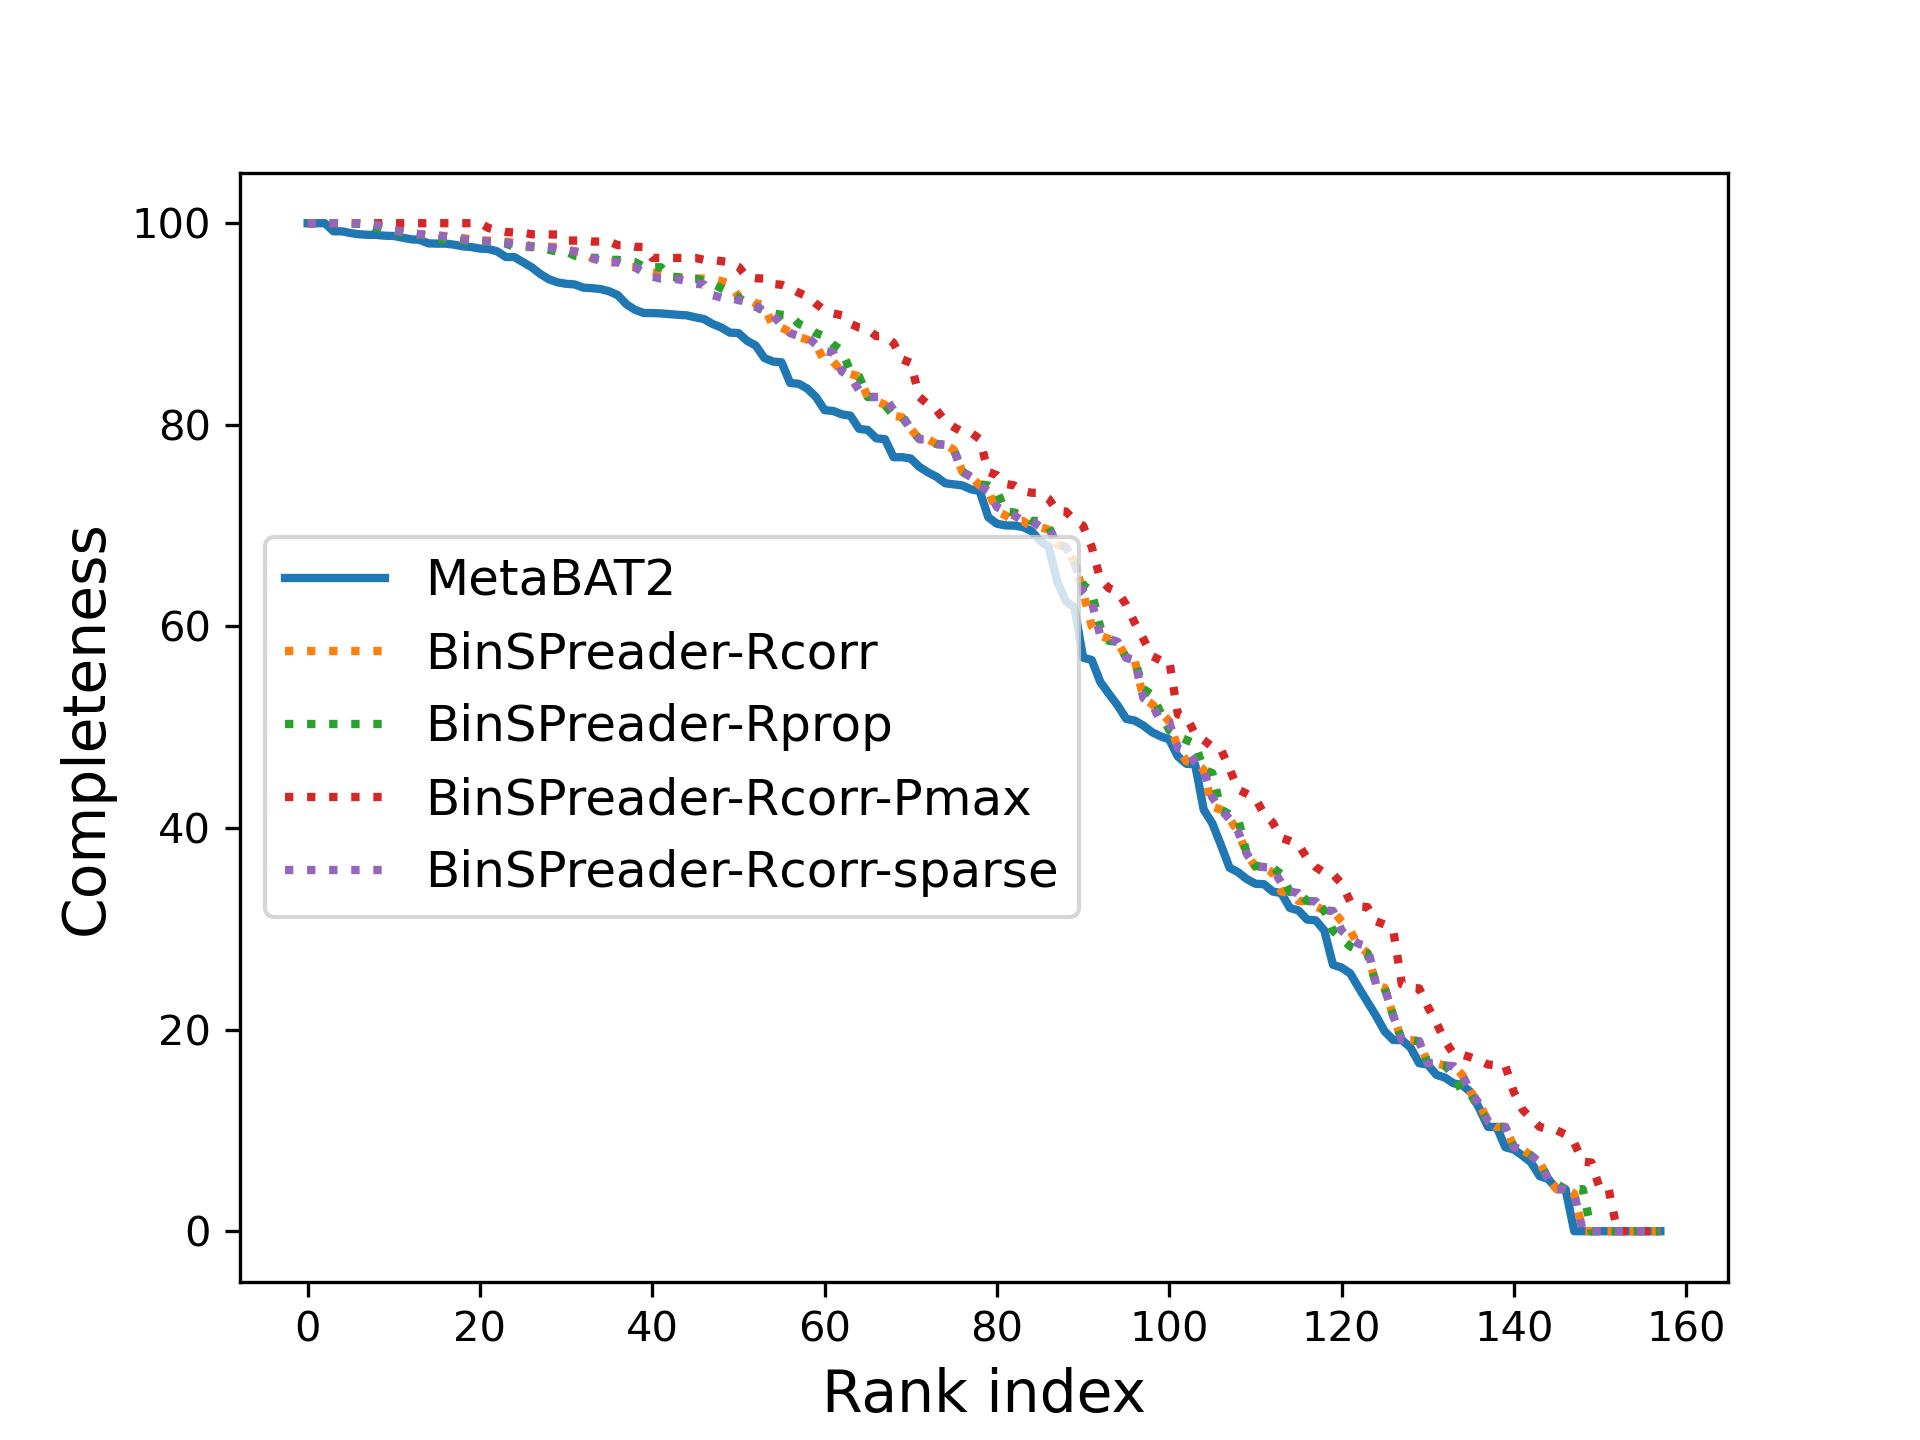 100
80
60
40
20
0
Completeness
MetaBAT2
BinSPreader-Rcorr
BinSPreader-Rprop
BinSPreader-Rcorr-Pmax
BinSPreader-Rcorr-sparse
0 20 40 60 80 100 120 140 160
Rank index